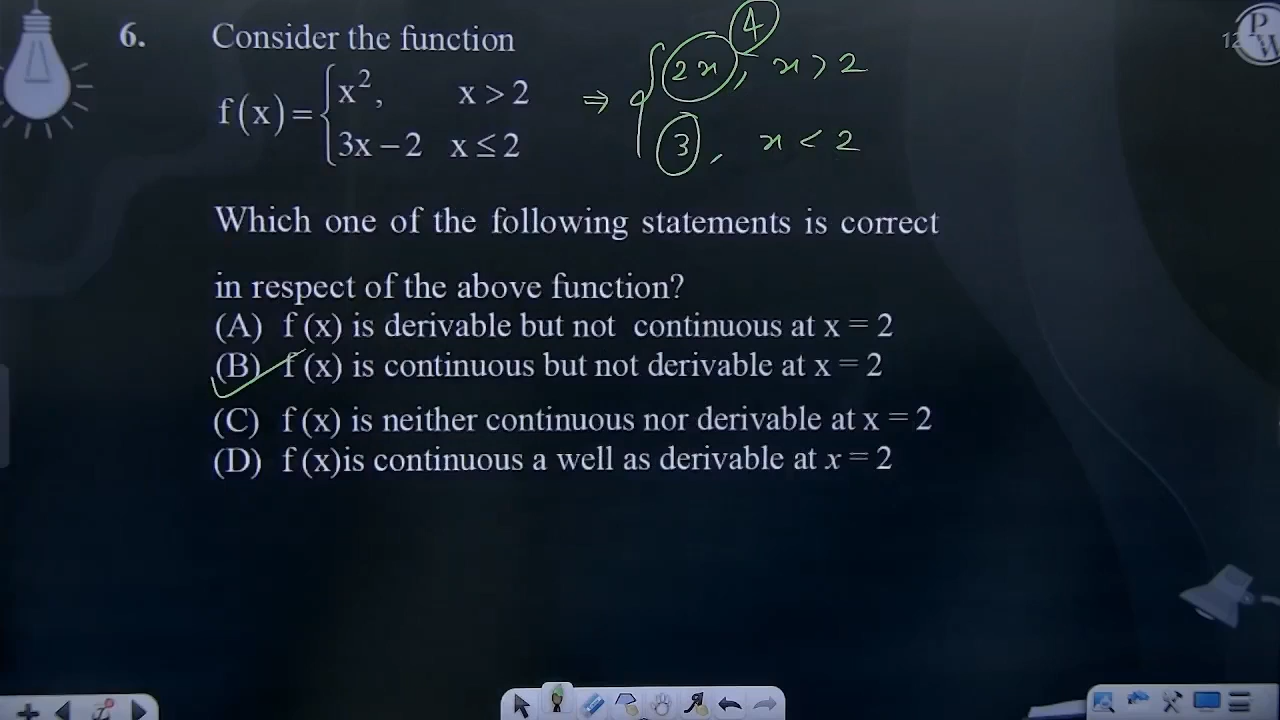 6. Consider the function
f(x) = { x², x > 2
3x − 2 x ≤ 2
⇒ { 2x, x > 2
4
3, x < 2
Which one of the following statements is correct
in respect of the above function?
(A) f (x) is derivable but not continuous at x = 2
(B) f (x) is continuous but not derivable at x = 2
(C) f (x) is neither continuous nor derivable at x = 2
(D) f (x)is continuous a well as derivable at x = 2
12
PW